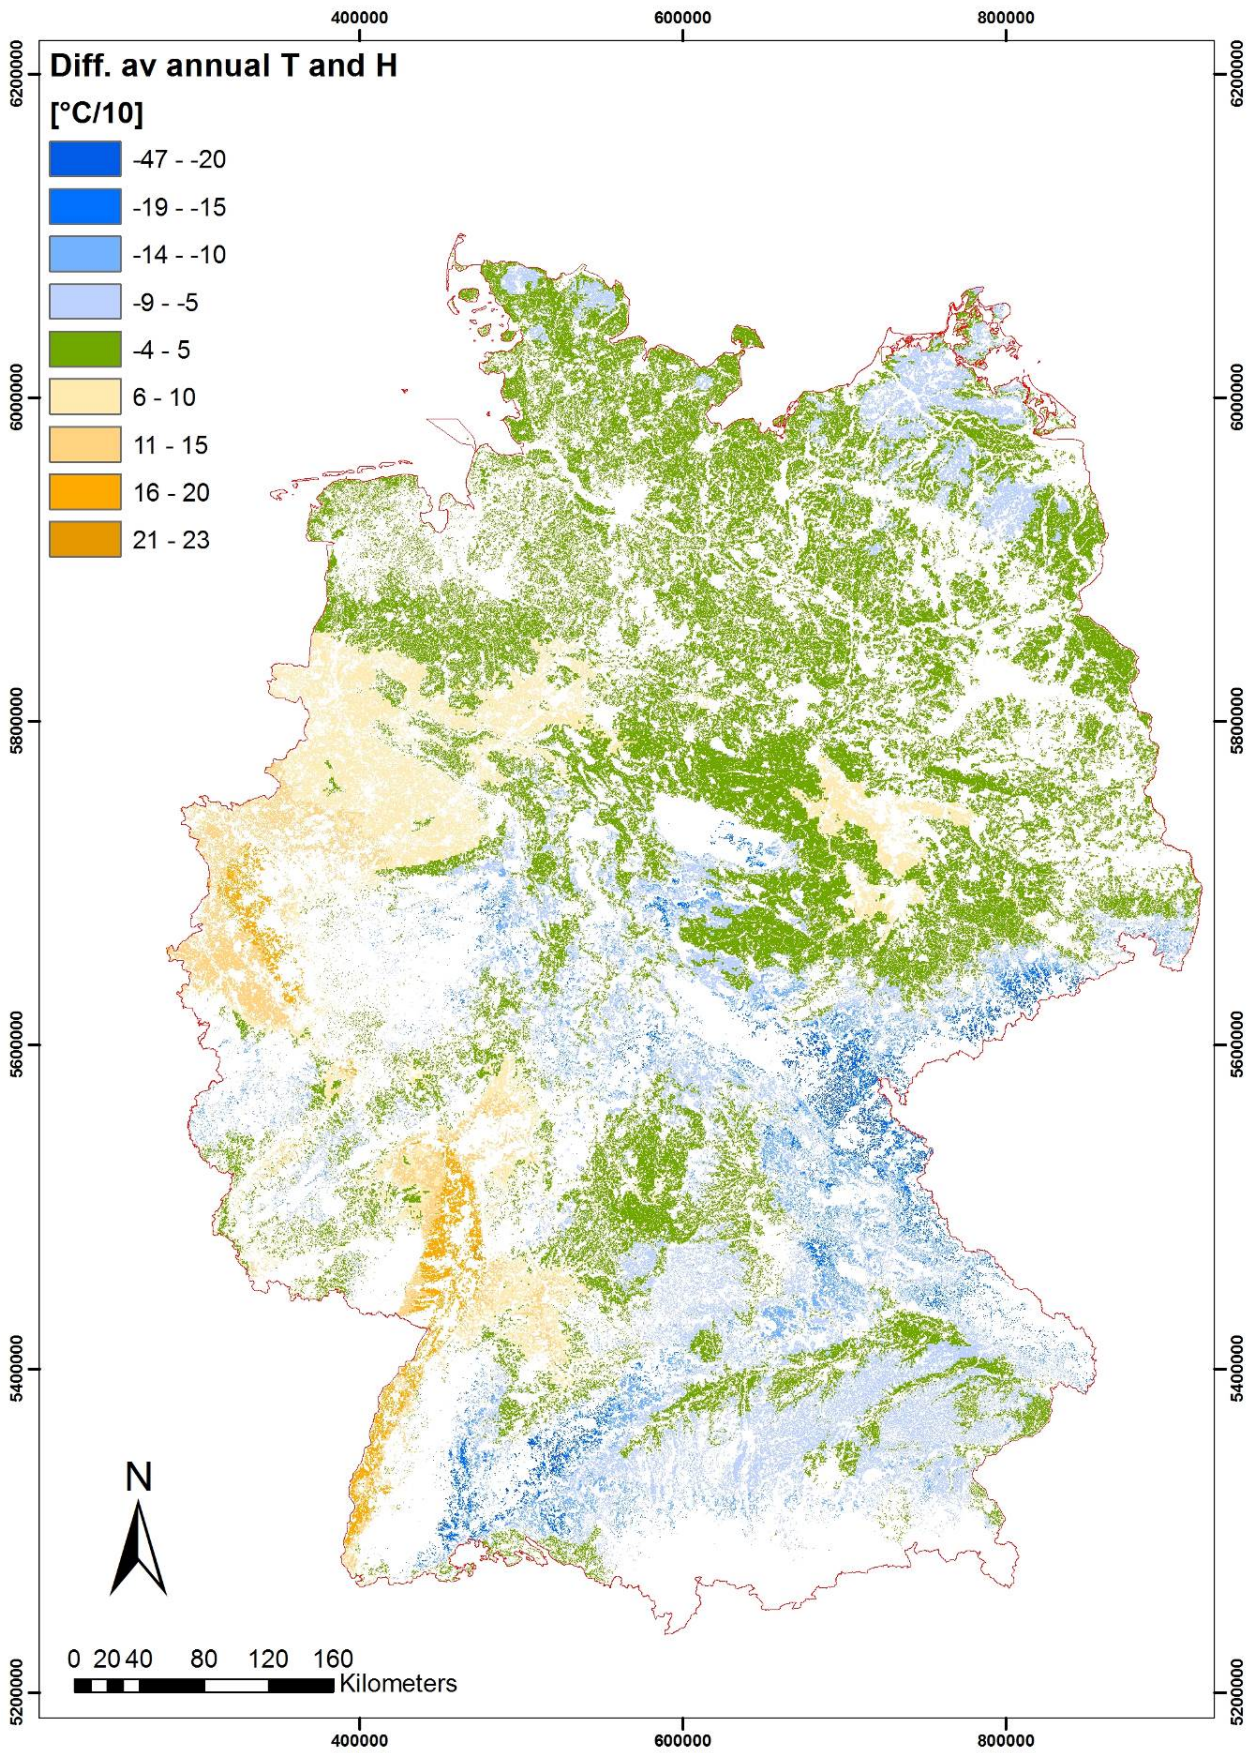 400000 600000 800000
Diff. av annual T and H
[°C/10]
-47 - -20
-19 - -15
-14 - -10
-9 - -5
-4 - 5
6 - 10
11 - 15
16 - 20
21 - 23
6200000 6200000
6000000 6000000
5800000 5800000
5600000 5600000
5400000 5400000
5200000 5200000
N
0 20 40 80 120 160
Kilometers
400000 600000 800000